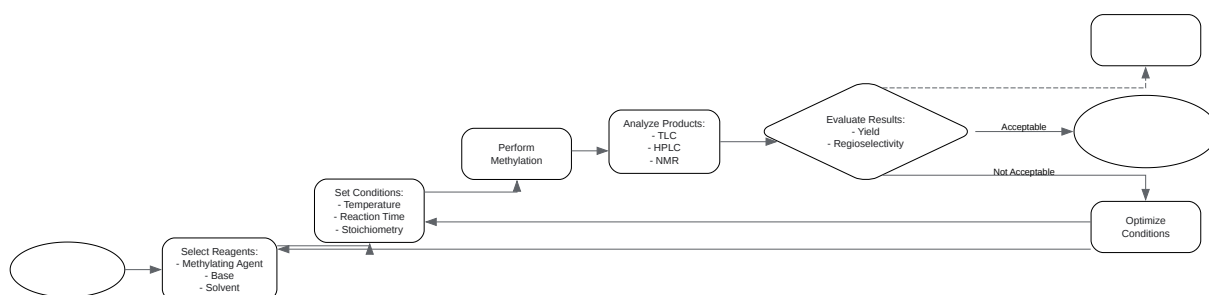 Select Reagents:
- Methylating Agent
- Base
- Solvent
Set Conditions:
- Temperature
- Reaction Time
- Stoichiometry
Perform
Methylation
Analyze Products:
- TLC
- HPLC
- NMR
Evaluate Results:
- Yield
- Regioselectivity
Acceptable
Not Acceptable
Optimize
Conditions